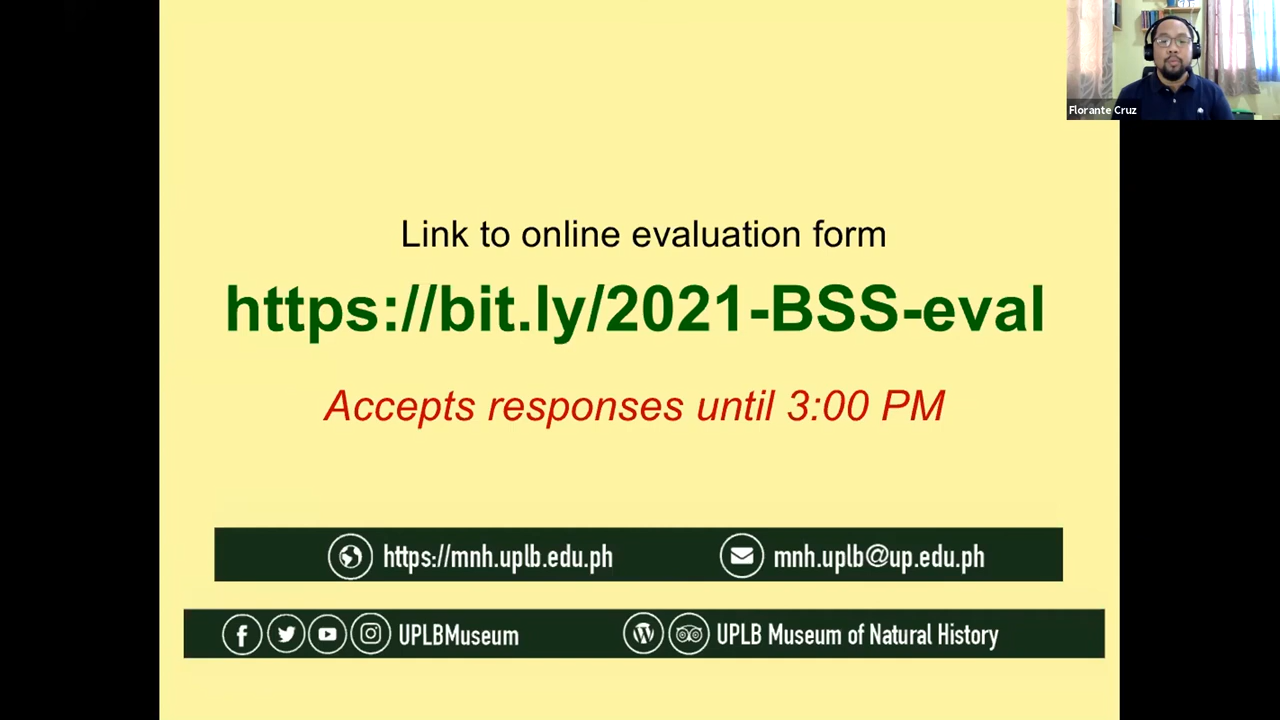 Florante Cruz
Link to online evaluation form
https://bit.ly/2021-BSS-eval
Accepts responses until 3:00 PM
https://mnh.uplb.edu.ph
mnh.uplb@up.edu.ph
UPLBMuseum
UPLB Museum of Natural History